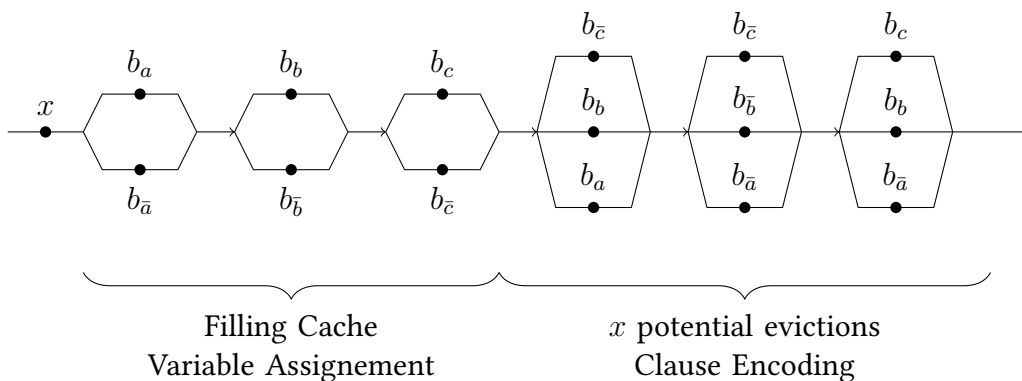 x
b_a b_b b_c b_c̄ b_c̄ b_c
b_b b_b̄ b_b
b_ā b_b̄ b_c̄ b_a b_ā b_ā
Filling Cache
Variable Assignement
x potential evictions
Clause Encoding